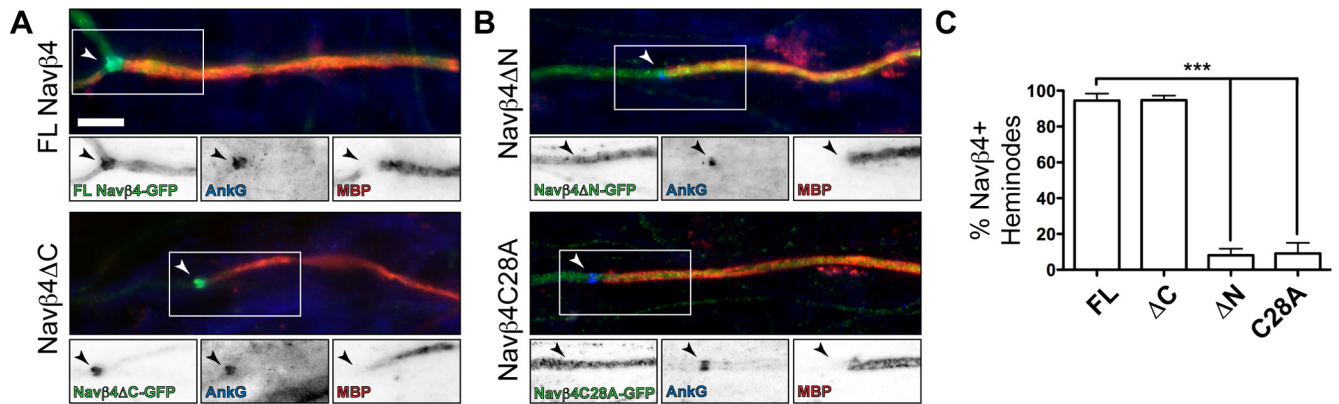 A
FL Navβ4
FL Navβ4-GFP
AnkG
MBP
Navβ4ΔC
Navβ4ΔC-GFP
AnkG
MBP
B
Navβ4ΔN
Navβ4ΔN-GFP
AnkG
MBP
Navβ4C28A
Navβ4C28A-GFP
AnkG
MBP
C
% Navβ4+
Heminodes
100
80
60
40
20
0
***
FL
ΔC
ΔN
C28A